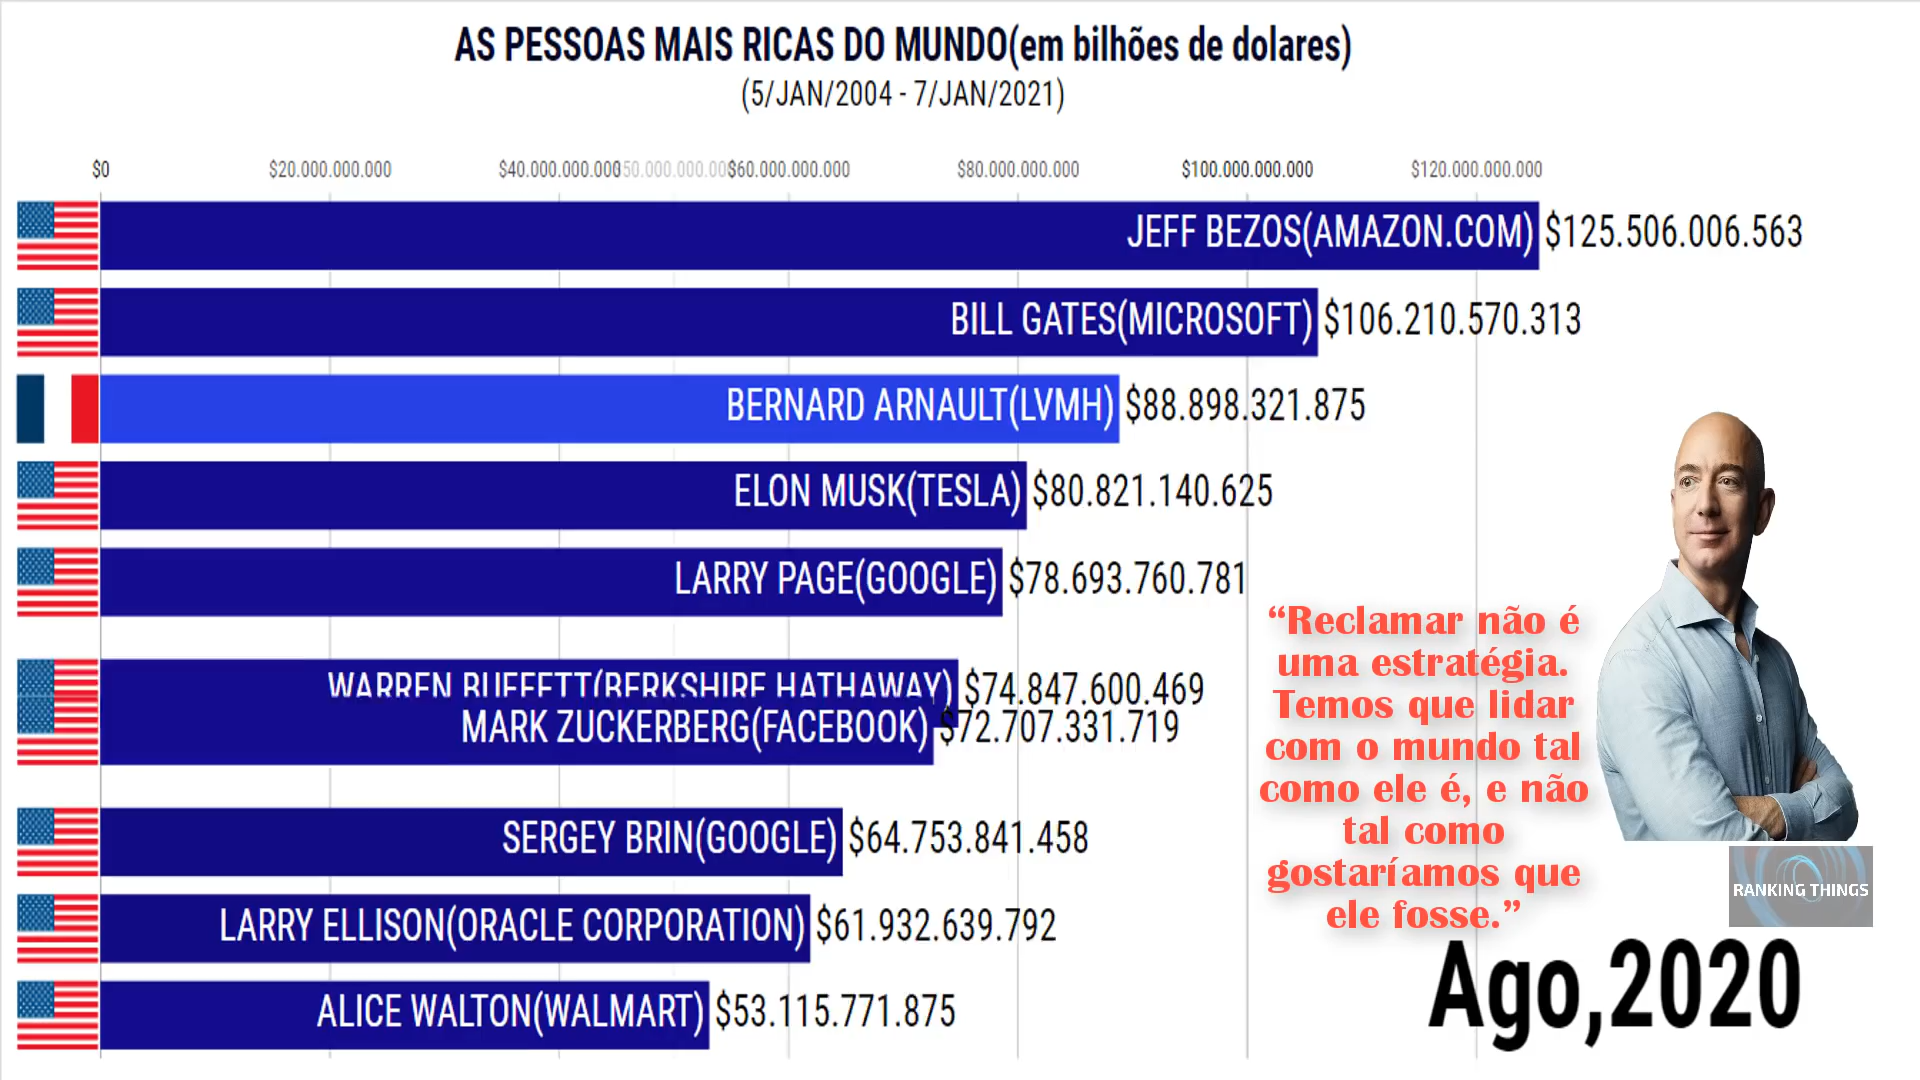 AS PESSOAS MAIS RICAS DO MUNDO(em bilhões de dolares)
(5/JAN/2004 - 7/JAN/2021)
$0 $20.000.000.000 $40.000.000.000 $60.000.000.000 $80.000.000.000 $100.000.000.000 $120.000.000.000
JEFF BEZOS(AMAZON.COM) $125.506.006.563
BILL GATES(MICROSOFT) $106.210.570.313
BERNARD ARNAULT(LVMH) $88.898.321.875
ELON MUSK(TESLA) $80.821.140.625
LARRY PAGE(GOOGLE) $78.693.760.781
WARREN BUFFETT(BERKSHIRE HATHAWAY) $74.847.600.469
MARK ZUCKERBERG(FACEBOOK) $72.707.331.719
SERGEY BRIN(GOOGLE) $64.753.841.458
LARRY ELLISON(ORACLE CORPORATION) $61.932.639.792
ALICE WALTON(WALMART) $53.115.771.875
“Reclamar não é
uma estratégia.
Temos que lidar
com o mundo tal
como ele é, e não
tal como
gostaríamos que
ele fosse.”
RANKING THINGS
Ago,2020